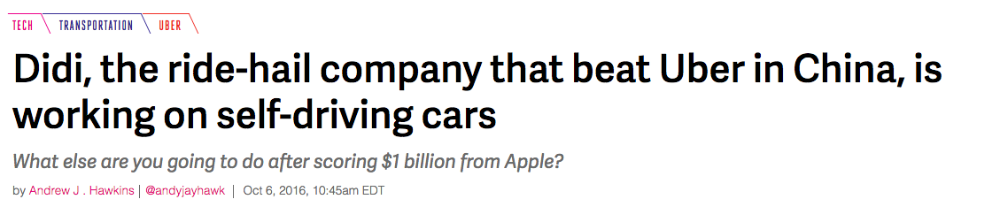 TECH TRANSPORTATION UBER
Didi, the ride-hail company that beat Uber in China, is
working on self-driving cars
What else are you going to do after scoring $1 billion from Apple?
by Andrew J . Hawkins | @andyjayhawk | Oct 6, 2016, 10:45am EDT